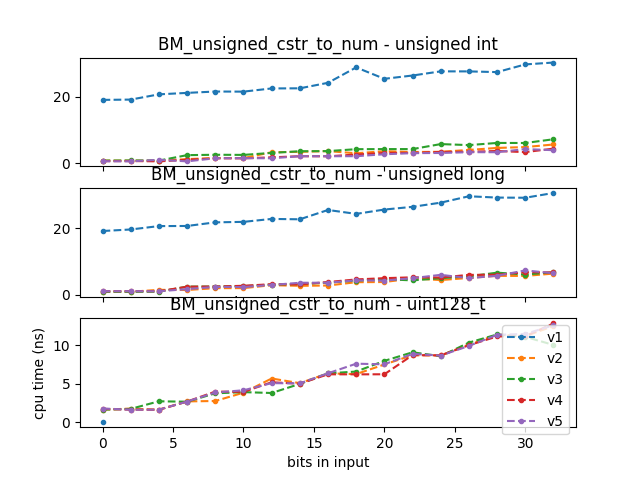 BM_unsigned_cstr_to_num - unsigned int
20
0
BM_unsigned_cstr_to_num - unsigned long
20
0
BM_unsigned_cstr_to_num - uint128_t
10
5
0
cpu time (ns)
v1
v2
v3
v4
v5
0 5 10 15 20 25 30
bits in input